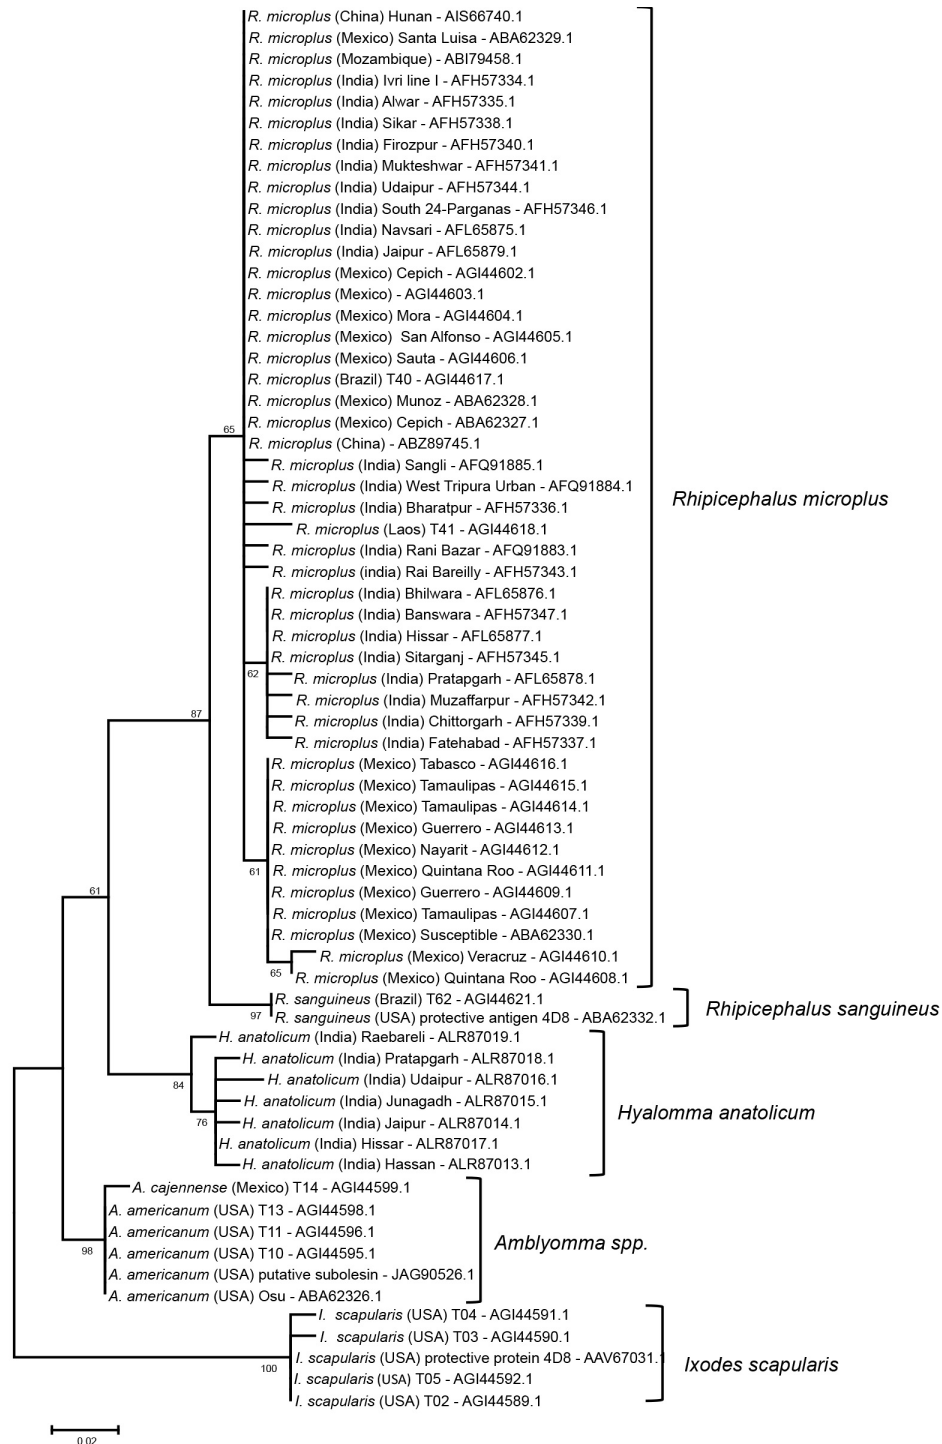 R. microplus (China) Hunan - AIS66740.1
R. microplus (Mexico) Santa Luisa - ABA62329.1
R. microplus (Mozambique) - ABI79458.1
R. microplus (India) Ivri line I - AFH57334.1
R. microplus (India) Alwar - AFH57335.1
R. microplus (India) Sikar - AFH57338.1
R. microplus (India) Firozpur - AFH57340.1
R. microplus (India) Mukteshwar - AFH57341.1
R. microplus (India) Udaipur - AFH57344.1
R. microplus (India) South 24-Parganas - AFH57346.1
R. microplus (India) Navsari - AFL65875.1
R. microplus (India) Jaipur - AFL65879.1
R. microplus (Mexico) Cepich - AGI44602.1
R. microplus (Mexico) - AGI44603.1
R. microplus (Mexico) Mora - AGI44604.1
R. microplus (Mexico) San Alfonso - AGI44605.1
R. microplus (Mexico) Sauta - AGI44606.1
R. microplus (Brazil) T40 - AGI44617.1
R. microplus (Mexico) Munoz - ABA62328.1
R. microplus (Mexico) Cepich - ABA62327.1
65
R. microplus (China) - ABZ89745.1
R. microplus (India) Sangli - AFQ91885.1
R. microplus (India) West Tripura Urban - AFQ91884.1
Rhipicephalus microplus
R. microplus (India) Bharatpur - AFH57336.1
R. microplus (Laos) T41 - AGI44618.1
R. microplus (India) Rani Bazar - AFQ91883.1
R. microplus (india) Rai Bareilly - AFH57343.1
R. microplus (India) Bhilwara - AFL65876.1
R. microplus (India) Banswara - AFH57347.1
R. microplus (India) Hissar - AFL65877.1
R. microplus (India) Sitarganj - AFH57345.1
62
R. microplus (India) Pratapgarh - AFL65878.1
R. microplus (India) Muzaffarpur - AFH57342.1
87
R. microplus (India) Chittorgarh - AFH57339.1
R. microplus (India) Fatehabad - AFH57337.1
R. microplus (Mexico) Tabasco - AGI44616.1
R. microplus (Mexico) Tamaulipas - AGI44615.1
R. microplus (Mexico) Tamaulipas - AGI44614.1
R. microplus (Mexico) Guerrero - AGI44613.1
R. microplus (Mexico) Nayarit - AGI44612.1
61
R. microplus (Mexico) Quintana Roo - AGI44611.1
61
R. microplus (Mexico) Guerrero - AGI44609.1
R. microplus (Mexico) Tamaulipas - AGI44607.1
R. microplus (Mexico) Susceptible - ABA62330.1
R. microplus (Mexico) Veracruz - AGI44610.1
65
R. microplus (Mexico) Quintana Roo - AGI44608.1
R. sanguineus (Brazil) T62 - AGI44621.1
Rhipicephalus sanguineus
97
R. sanguineus (USA) protective antigen 4D8 - ABA62332.1
H. anatolicum (India) Raebareli - ALR87019.1
H. anatolicum (India) Pratapgarh - ALR87018.1
84
H. anatolicum (India) Udaipur - ALR87016.1
H. anatolicum (India) Junagadh - ALR87015.1
Hyalomma anatolicum
76
H. anatolicum (India) Jaipur - ALR87014.1
H. anatolicum (India) Hissar - ALR87017.1
H. anatolicum (India) Hassan - ALR87013.1
A. cajennense (Mexico) T14 - AGI44599.1
A. americanum (USA) T13 - AGI44598.1
A. americanum (USA) T11 - AGI44596.1
Amblyomma spp.
98
A. americanum (USA) T10 - AGI44595.1
A. americanum (USA) putative subolesin - JAG90526.1
A. americanum (USA) Osu - ABA62326.1
I. scapularis (USA) T04 - AGI44591.1
I. scapularis (USA) T03 - AGI44590.1
I. scapularis (USA) protective protein 4D8 - AAV67031.1
Ixodes scapularis
100
I. scapularis (USA) T05 - AGI44592.1
I. scapularis (USA) T02 - AGI44589.1
0.02